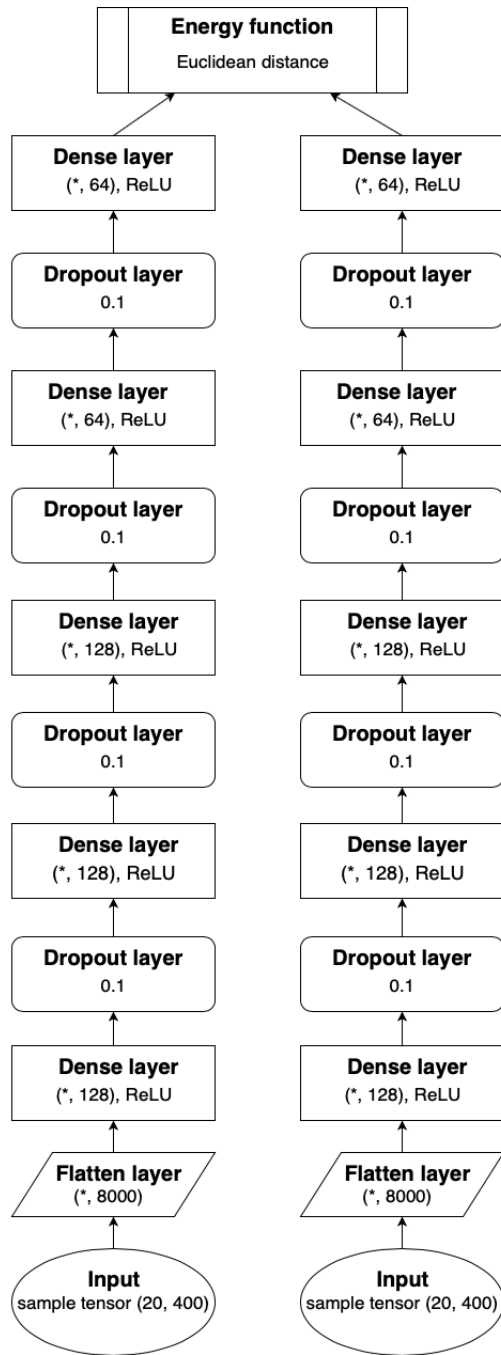 Energy function
Euclidean distance
Dense layer
(*, 64), ReLU
Dense layer
(*, 64), ReLU
Dropout layer
0.1
Dropout layer
0.1
Dense layer
(*, 64), ReLU
Dense layer
(*, 64), ReLU
Dropout layer
0.1
Dropout layer
0.1
Dense layer
(*, 128), ReLU
Dense layer
(*, 128), ReLU
Dropout layer
0.1
Dropout layer
0.1
Dense layer
(*, 128), ReLU
Dense layer
(*, 128), ReLU
Dropout layer
0.1
Dropout layer
0.1
Dense layer
(*, 128), ReLU
Dense layer
(*, 128), ReLU
Flatten layer
(*, 8000)
Flatten layer
(*, 8000)
Input
sample tensor (20, 400)
Input
sample tensor (20, 400)